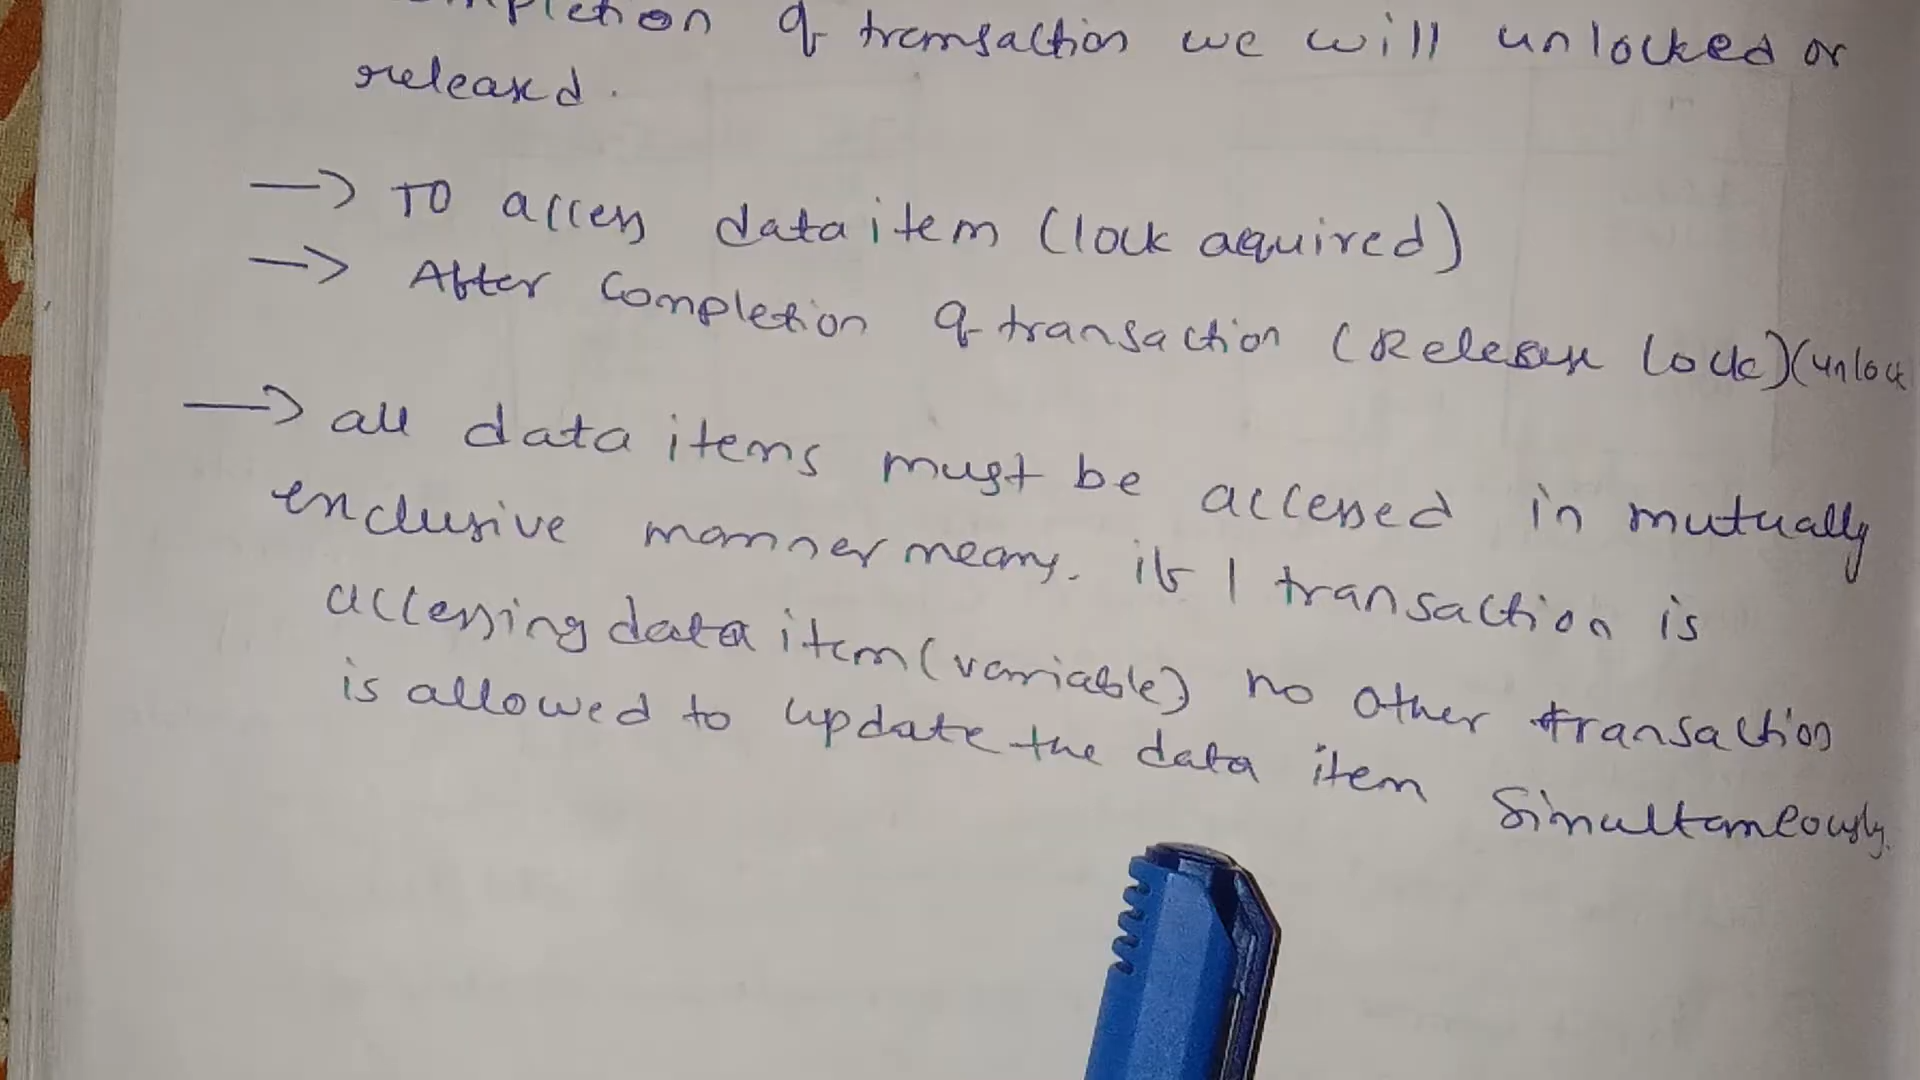 completion of transaction we will unlocked or
released.
→ TO access data item (lock acquired)
→ After completion of transaction (Release lock) (unlock
→ all data items must be accessed in mutually
exclusive manner means. if 1 transaction is
accessing data item (variable) no other transaction
is allowed to update the data item simultaneously.